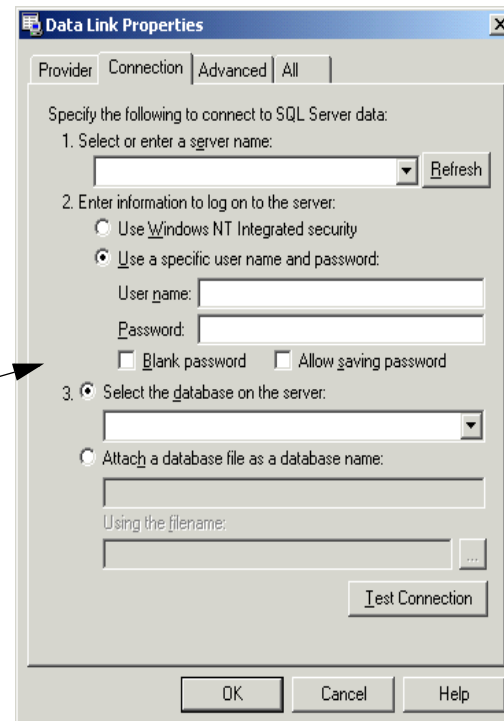 Data Link Properties
Provider Connection Advanced All
Specify the following to connect to SQL Server data:
1. Select or enter a server name:
Refresh
2. Enter information to log on to the server:
Use Windows NT Integrated security
Use a specific user name and password:
User name:
Password:
Blank password Allow saving password
3. Select the database on the server:
Attach a database file as a database name:
Using the filename:
...
Test Connection
OK Cancel Help